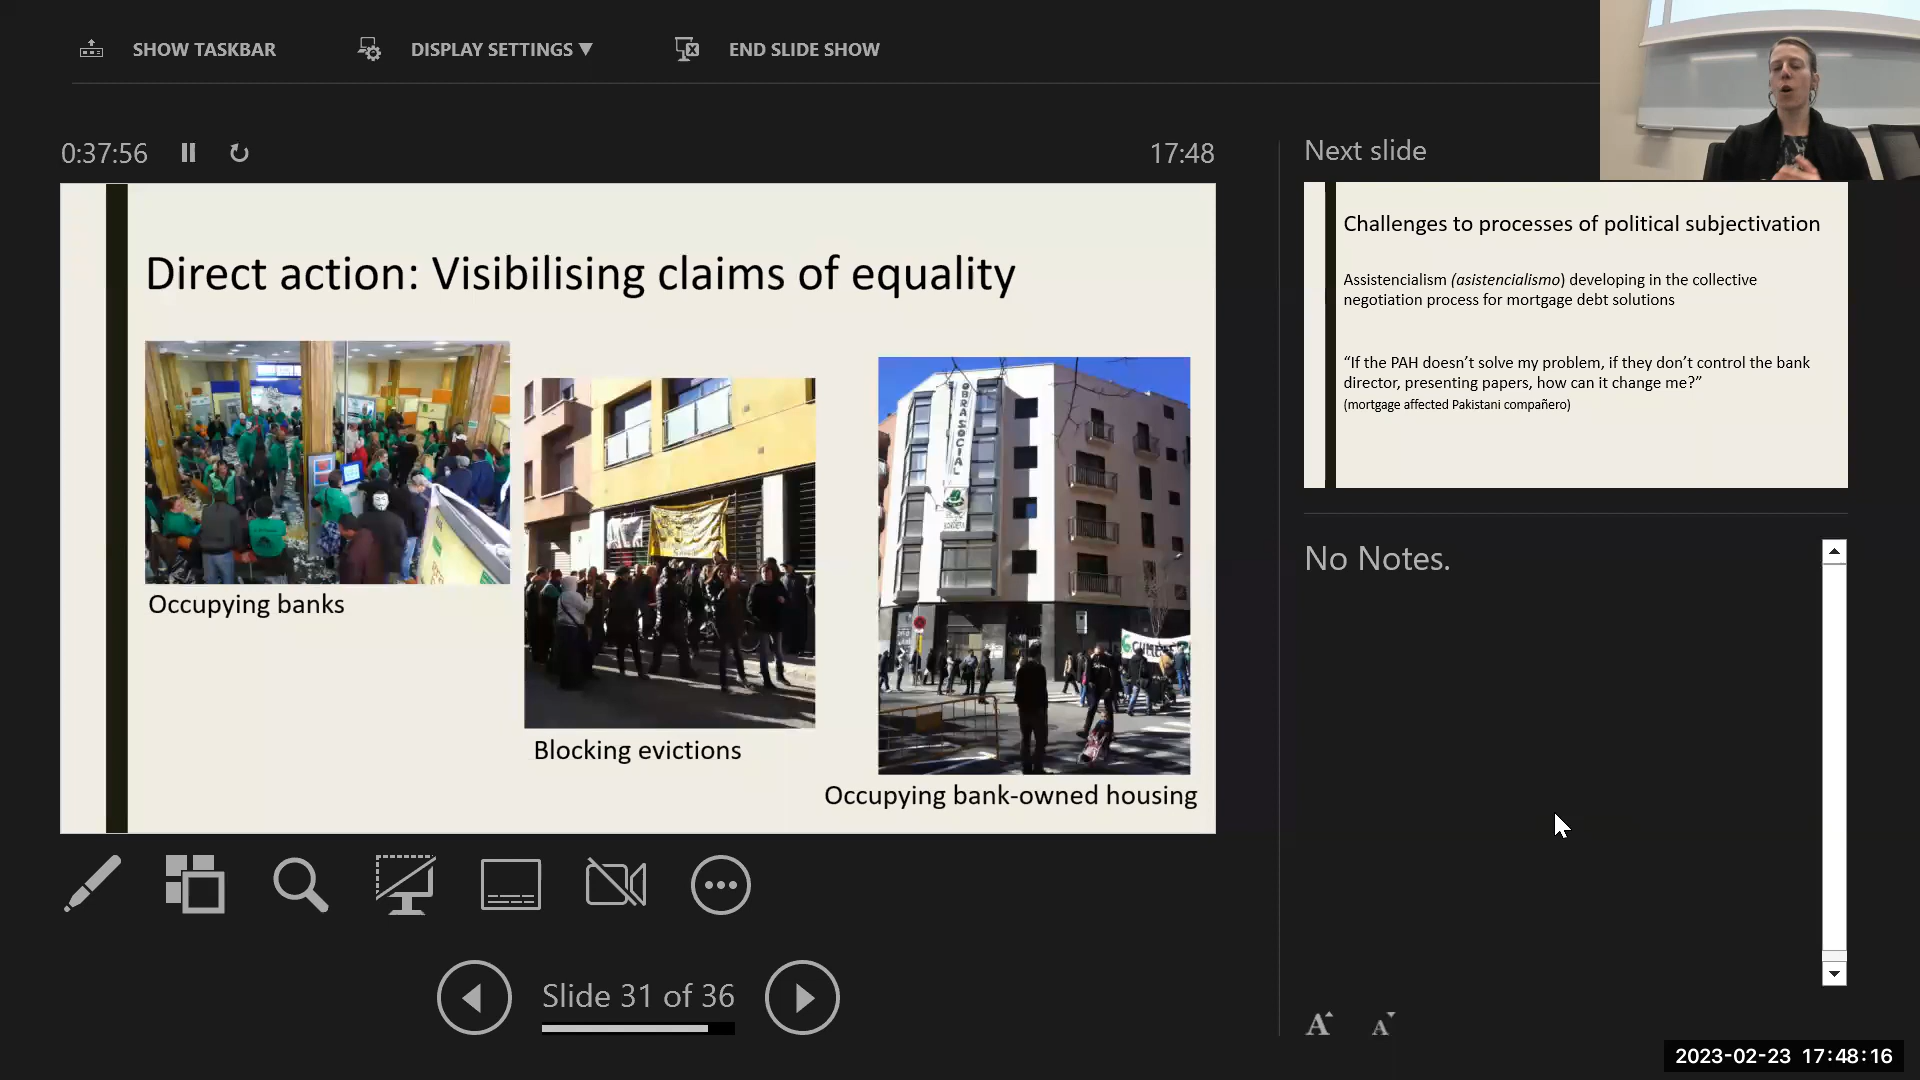 SHOW TASKBAR
DISPLAY SETTINGS ▼
END SLIDE SHOW
0:37:56
17:48
Direct action: Visibilising claims of equality
OBRA SOCIAL
Occupying banks
Blocking evictions
Occupying bank-owned housing
Slide 31 of 36
Next slide
Challenges to processes of political subjectivation
Assistencialism (asistencialismo) developing in the collective
negotiation process for mortgage debt solutions
“If the PAH doesn’t solve my problem, if they don’t control the bank
director, presenting papers, how can it change me?”
(mortgage affected Pakistani compañero)
No Notes.
A A
2023-02-23 17:48:16